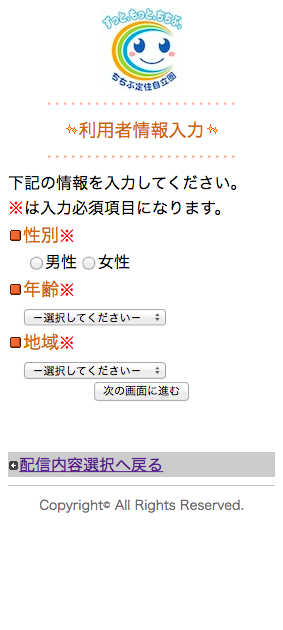 ずっと、もっと、ちちぶ。
ちちぶ定住自立圏
利用者情報入力
下記の情報を入力してください。
※は入力必須項目になります。
性別※
男性 女性
年齢※
－選択してください－
地域※
－選択してください－
次の画面に進む
配信内容選択へ戻る
Copyright© All Rights Reserved.